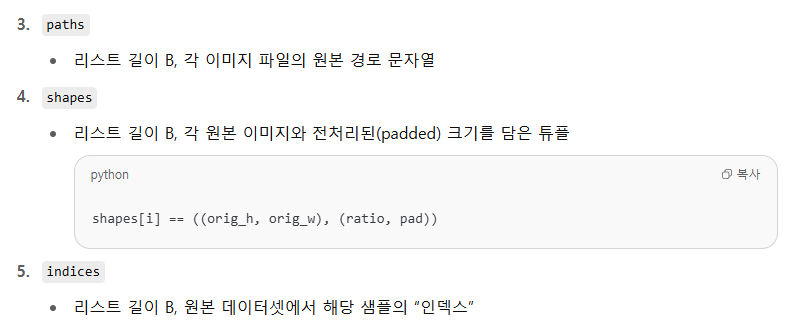 3. paths
• 리스트 길이 B, 각 이미지 파일의 원본 경로 문자열
4. shapes
• 리스트 길이 B, 각 원본 이미지와 전처리된(padded) 크기를 담은 튜플
python 복사
shapes[i] == ((orig_h, orig_w), (ratio, pad))
5. indices
• 리스트 길이 B, 원본 데이터셋에서 해당 샘플의 “인덱스”